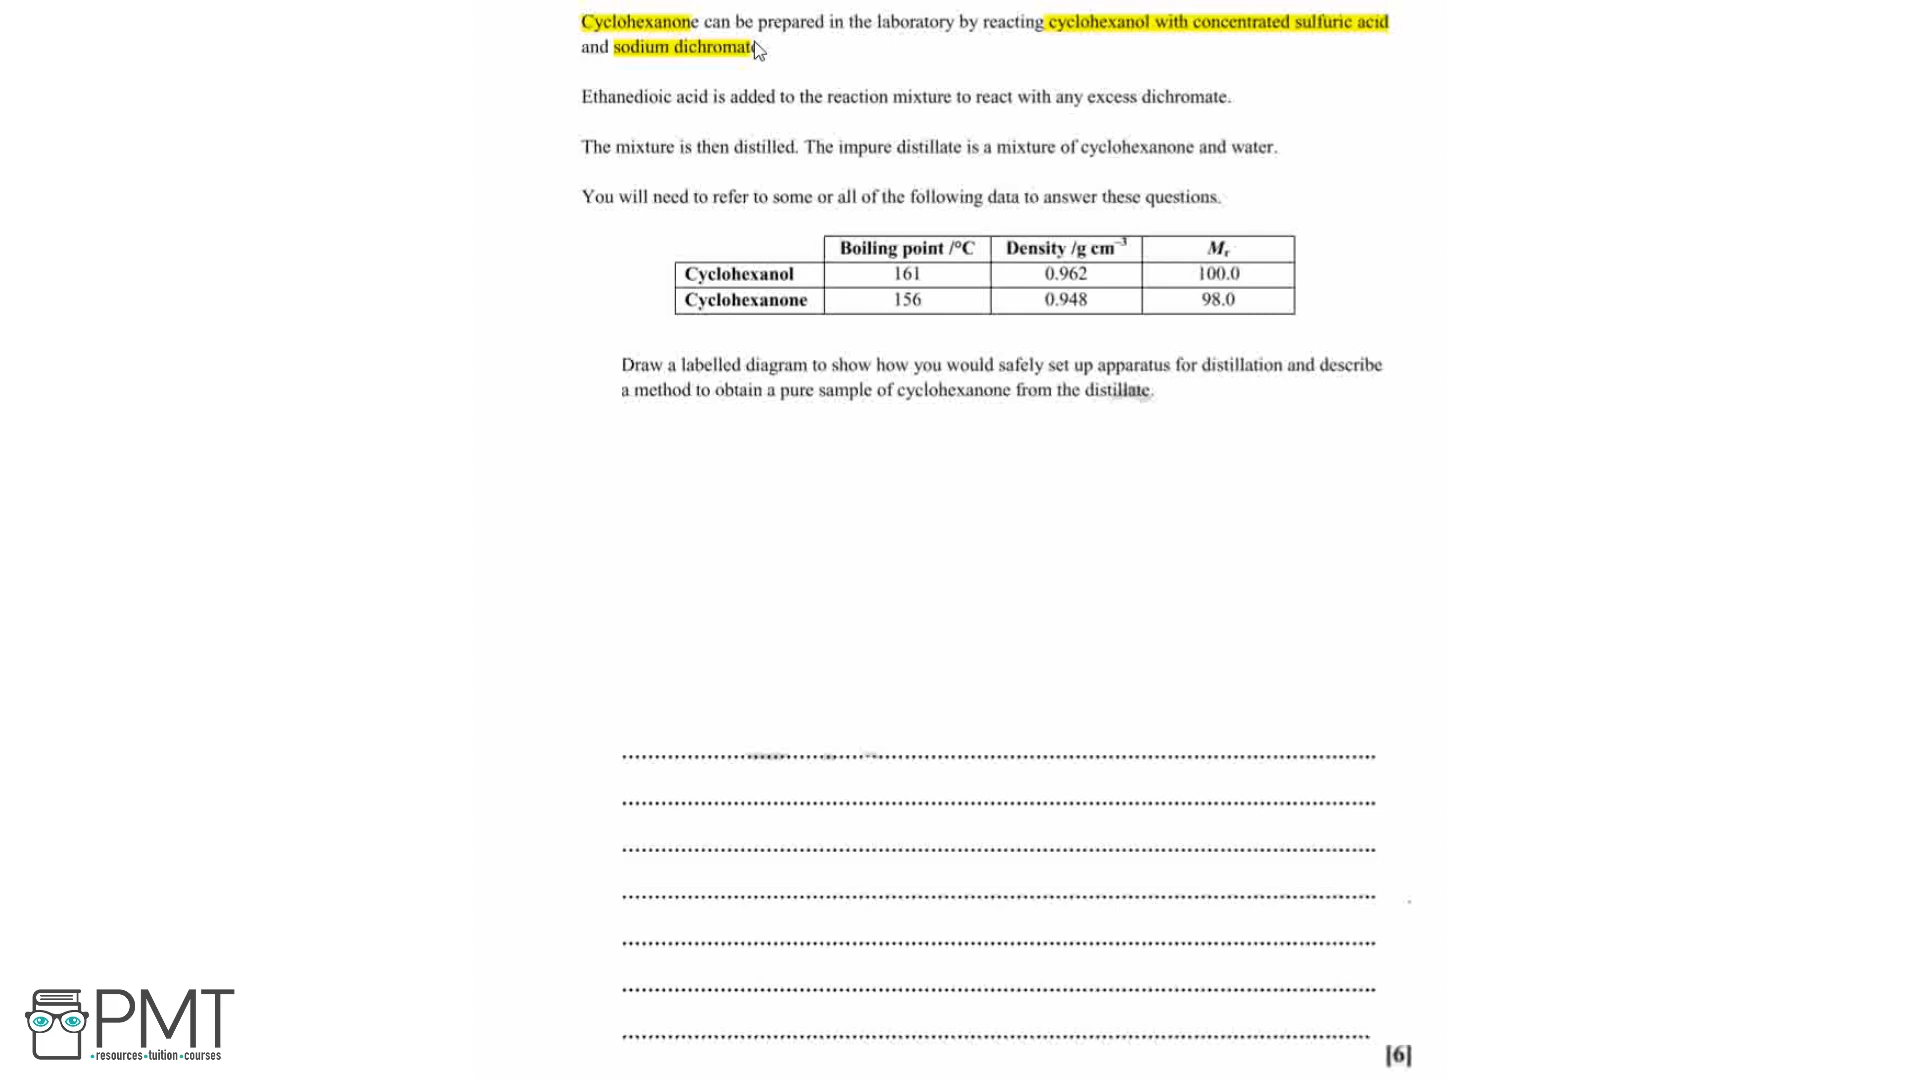 Cyclohexanone can be prepared in the laboratory by reacting cyclohexanol with concentrated sulfuric acid
and sodium dichromate
Ethanedioic acid is added to the reaction mixture to react with any excess dichromate.
The mixture is then distilled. The impure distillate is a mixture of cyclohexanone and water.
You will need to refer to some or all of the following data to answer these questions.
Boiling point /°C Density /g cm⁻³ Mᵣ
Cyclohexanol 161 0.962 100.0
Cyclohexanone 156 0.948 98.0
Draw a labelled diagram to show how you would safely set up apparatus for distillation and describe
a method to obtain a pure sample of cyclohexanone from the distillate.
[6]
PMT
•resources•tuition•courses